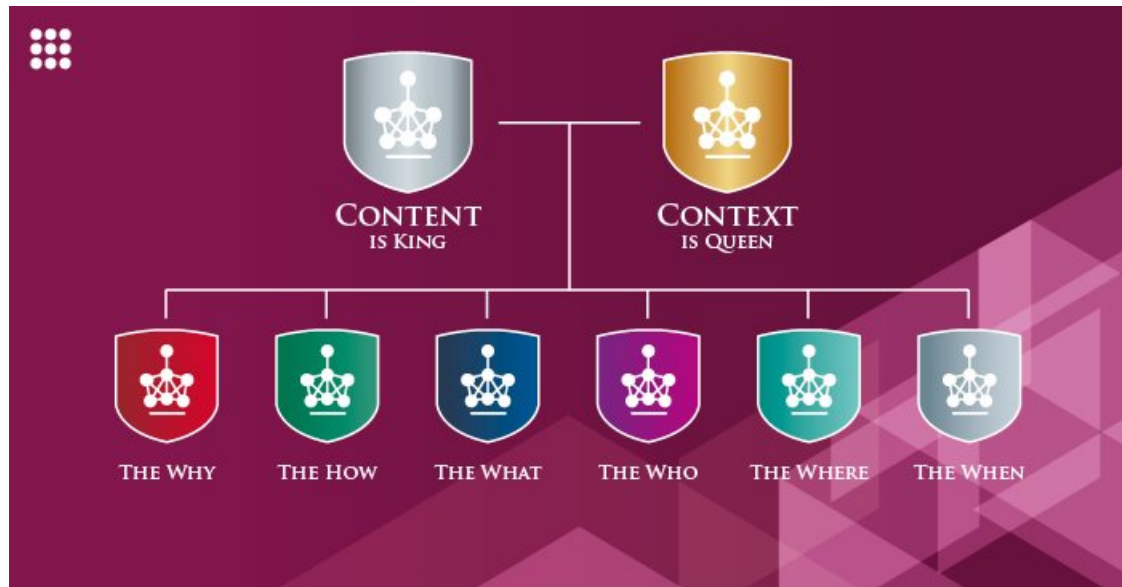 CONTENT
IS KING
CONTEXT
IS QUEEN
THE WHY
THE HOW
THE WHAT
THE WHO
THE WHERE
THE WHEN